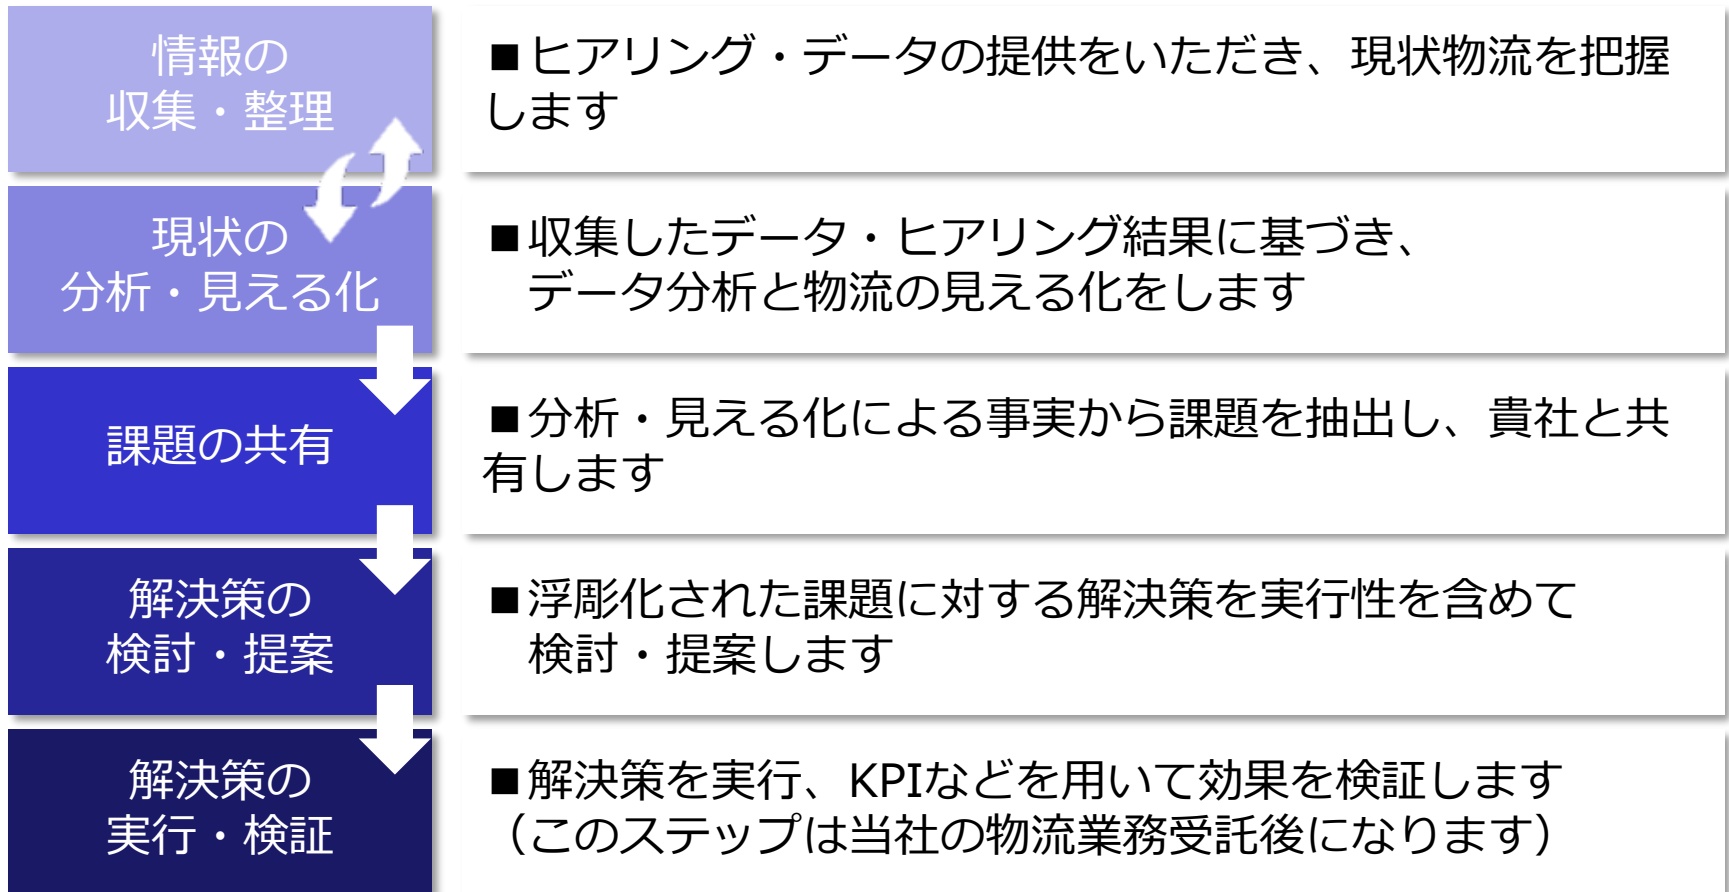 情報の
収集・整理
■ヒアリング・データの提供をいただき、現状物流を把握
します
現状の
分析・見える化
■収集したデータ・ヒアリング結果に基づき、
データ分析と物流の見える化をします
課題の共有
■分析・見える化による事実から課題を抽出し、貴社と共
有します
解決策の
検討・提案
■浮彫化された課題に対する解決策を実行性を含めて
検討・提案します
解決策の
実行・検証
■解決策を実行、KPIなどを用いて効果を検証します
（このステップは当社の物流業務受託後になります）